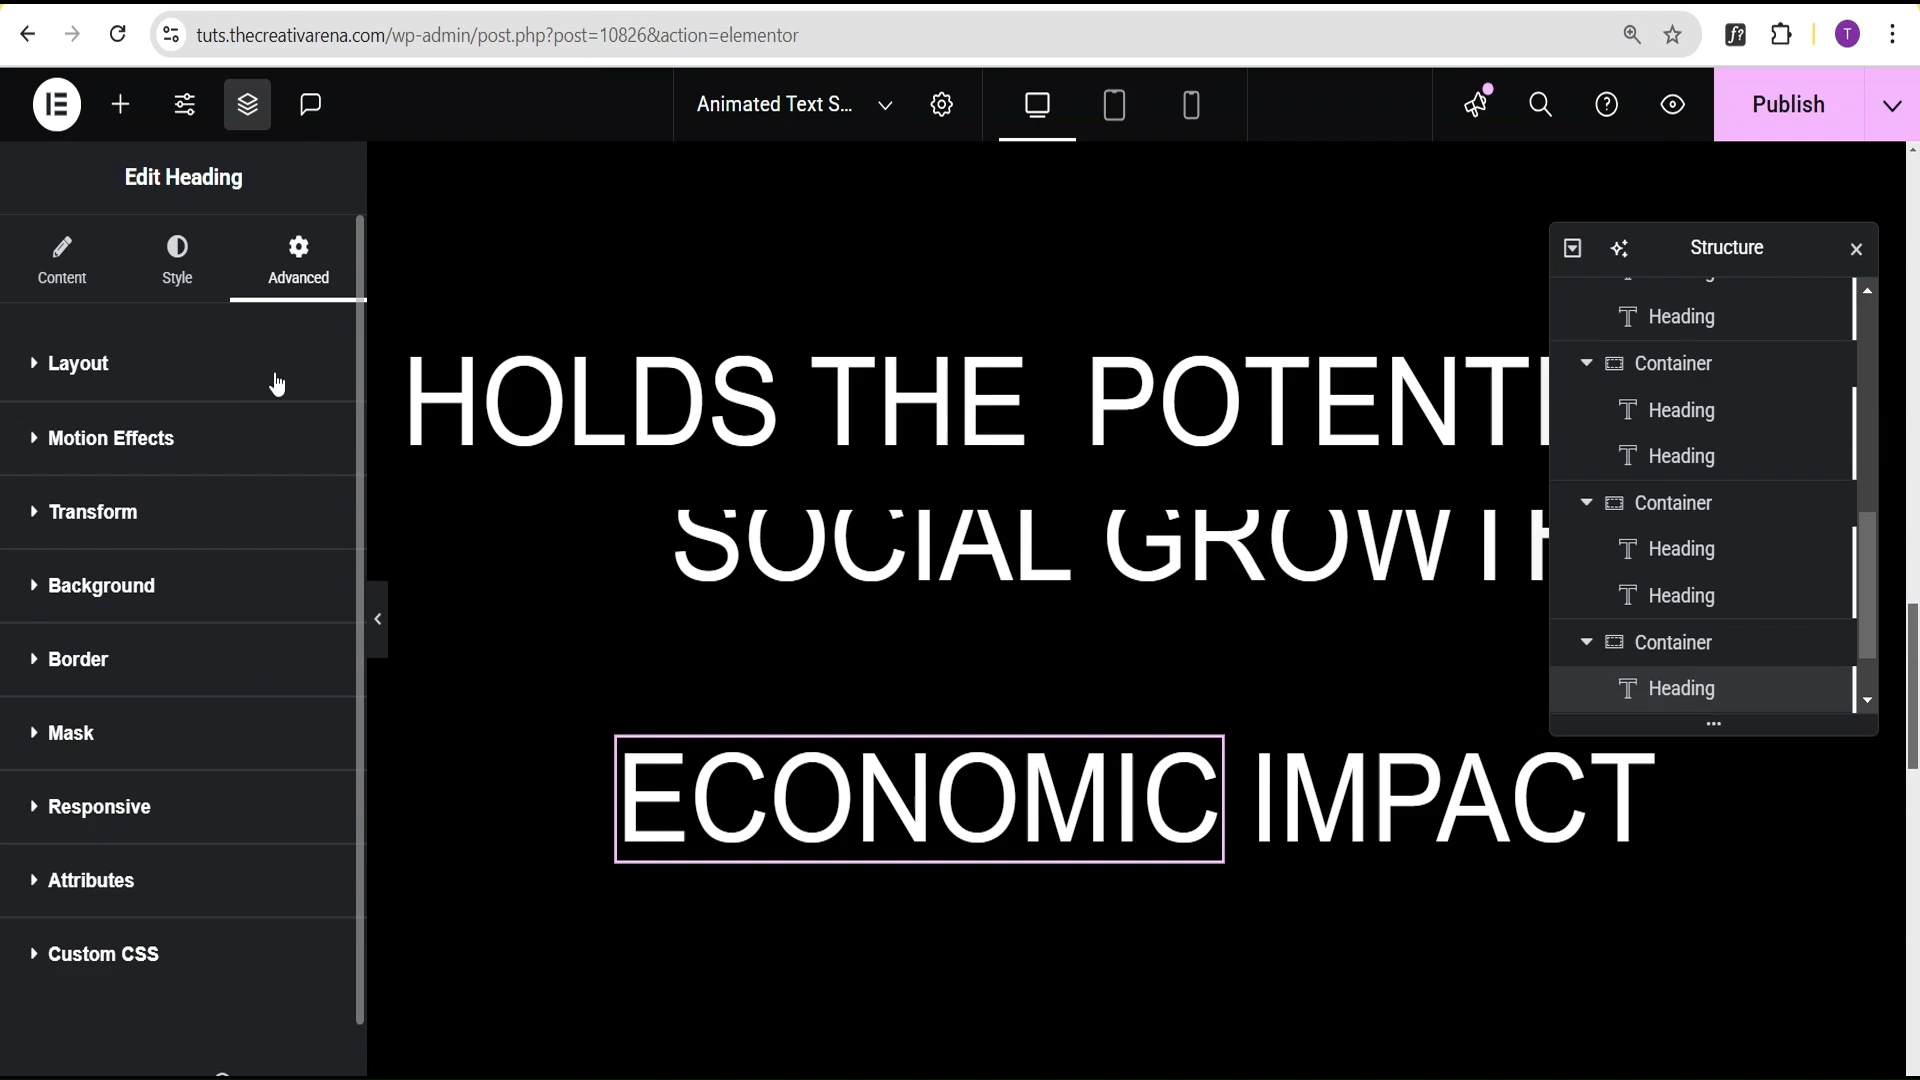 tuts.thecreativarena.com/wp-admin/post.php?post=10826&action=elementor
T
Animated Text S...
Publish
Edit Heading
Content
Style
Advanced
Layout
Motion Effects
Transform
Background
Border
Mask
Responsive
Attributes
Custom CSS
HOLDS THE POTENTI
SOCIAL GROWTH
ECONOMIC IMPACT
Structure
Heading
Container
Heading
Heading
Container
Heading
Heading
Container
Heading